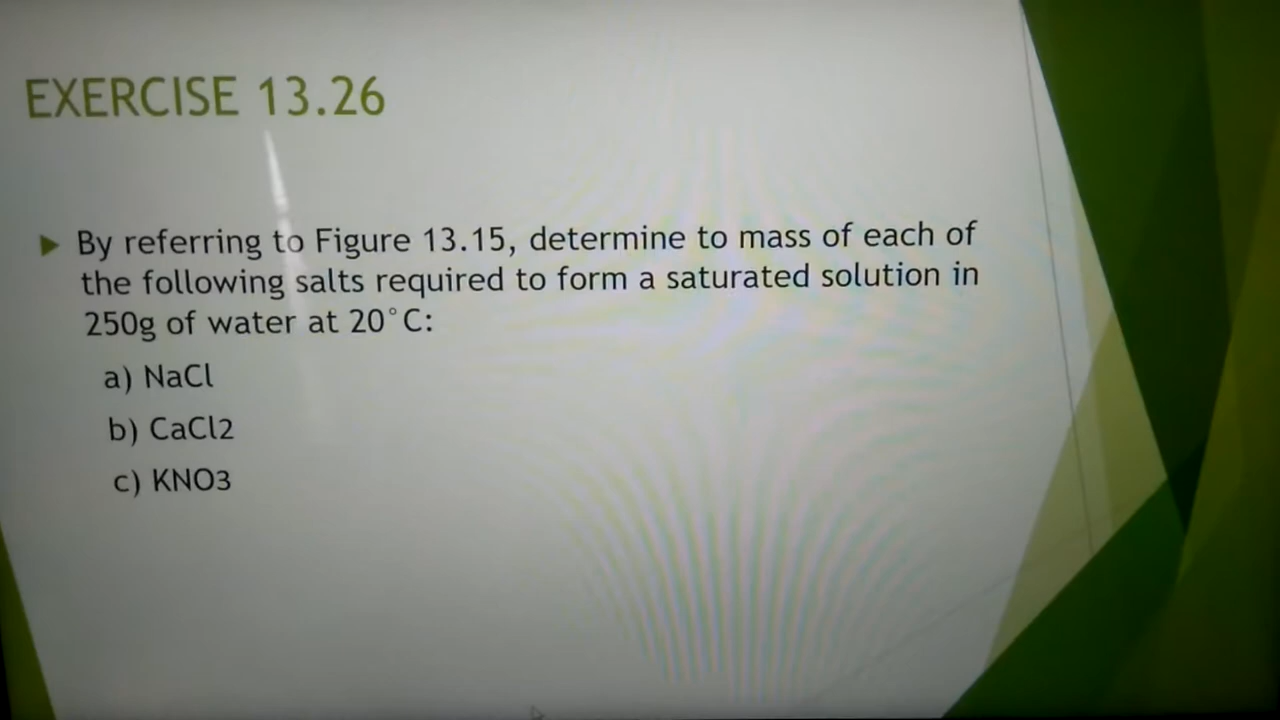 EXERCISE 13.26
By referring to Figure 13.15, determine to mass of each of
the following salts required to form a saturated solution in
250g of water at 20°C:
a) NaCl
b) CaCl2
c) KNO3